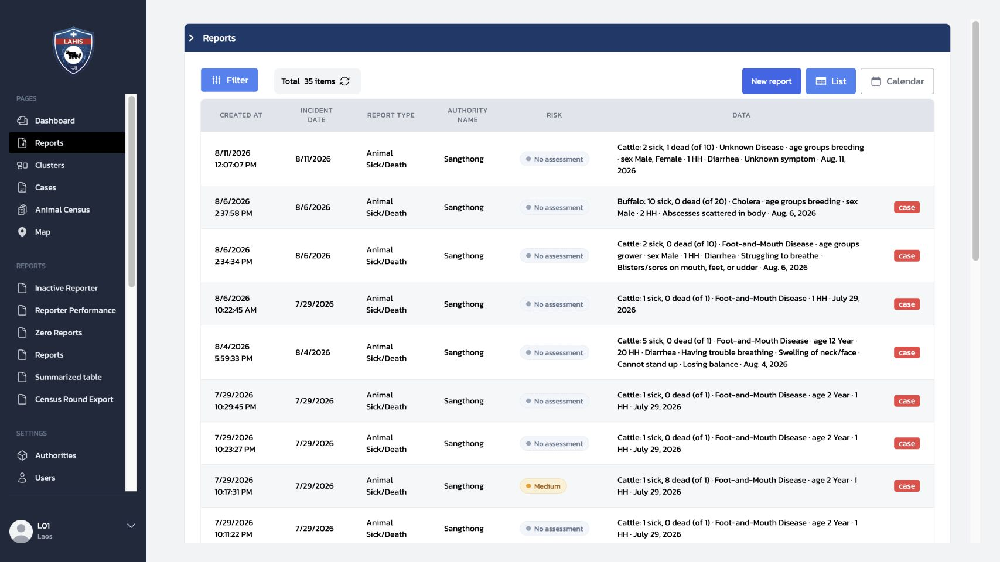 LAHIS
PAGES
Dashboard
Reports
Clusters
Cases
Animal Census
Map
REPORTS
Inactive Reporter
Reporter Performance
Zero Reports
Reports
Summarized table
Census Round Export
SETTINGS
Authorities
Users
L01
Laos
Reports
Filter
Total 35 items
New report
List
Calendar
CREATED AT
INCIDENT
DATE
REPORT TYPE
AUTHORITY
NAME
RISK
DATA
8/11/2026
12:07:07 PM
8/11/2026
Animal
Sick/Death
Sangthong
No assessment
Cattle: 2 sick, 1 dead (of 10) · Unknown Disease · age groups breeding
· sex Male, Female · 1 HH · Diarrhea · Unknown symptom · Aug. 11,
2026
8/6/2026
2:37:58 PM
8/6/2026
Animal
Sick/Death
Sangthong
No assessment
Buffalo: 10 sick, 0 dead (of 20) · Cholera · age groups breeding · sex
Male · 2 HH · Abscesses scattered in body · Aug. 6, 2026
case
8/6/2026
2:34:34 PM
8/6/2026
Animal
Sick/Death
Sangthong
No assessment
Cattle: 2 sick, 0 dead (of 10) · Foot-and-Mouth Disease · age groups
grower · sex Male · 1 HH · Diarrhea · Struggling to breathe ·
Blisters/sores on mouth, feet, or udder · Aug. 6, 2026
case
8/6/2026
10:22:45 AM
7/29/2026
Animal
Sick/Death
Sangthong
No assessment
Cattle: 1 sick, 0 dead (of 1) · Foot-and-Mouth Disease · 1 HH · July 29,
2026
case
8/4/2026
5:59:33 PM
8/4/2026
Animal
Sick/Death
Sangthong
No assessment
Cattle: 5 sick, 0 dead (of 1) · Foot-and-Mouth Disease · age 12 Year ·
20 HH · Diarrhea · Having trouble breathing · Swelling of neck/face ·
Cannot stand up · Losing balance · Aug. 4, 2026
case
7/29/2026
10:29:45 PM
7/29/2026
Animal
Sick/Death
Sangthong
No assessment
Cattle: 1 sick, 0 dead (of 1) · Foot-and-Mouth Disease · age 2 Year · 1
HH · July 29, 2026
case
7/29/2026
10:23:27 PM
7/29/2026
Animal
Sick/Death
Sangthong
No assessment
Cattle: 1 sick, 0 dead (of 1) · Foot-and-Mouth Disease · age 2 Year · 1
HH · July 29, 2026
case
7/29/2026
10:17:31 PM
7/29/2026
Animal
Sick/Death
Sangthong
Medium
Cattle: 1 sick, 8 dead (of 1) · Foot-and-Mouth Disease · age 2 Year · 1
HH · July 29, 2026
case
7/29/2026
10:11:22 PM
7/29/2026
Animal
Sick/Death
Sangthong
No assessment
Cattle: 1 sick, 0 dead (of 1) · Foot-and-Mouth Disease · age 2 Year · 1
HH · July 29, 2026
case